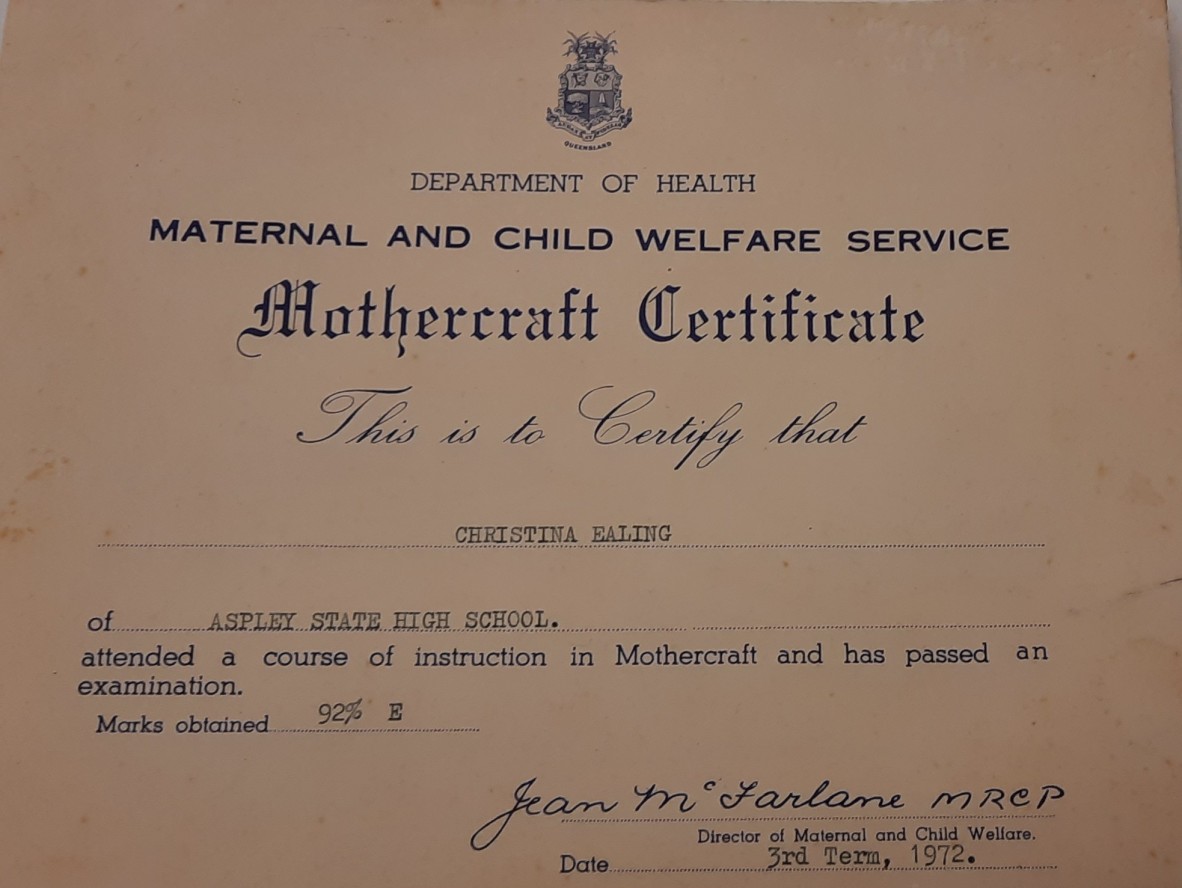 QUEENSLAND
DEPARTMENT OF HEALTH
MATERNAL AND CHILD WELFARE SERVICE
Mothercraft Certificate
This is to Certify that
CHRISTINA EALING
of ASPLEY STATE HIGH SCHOOL.
attended a course of instruction in Mothercraft and has passed an
examination.
Marks obtained 92% E
Jean McFarlane MRCP
Director of Maternal and Child Welfare.
Date 3rd Term, 1972.